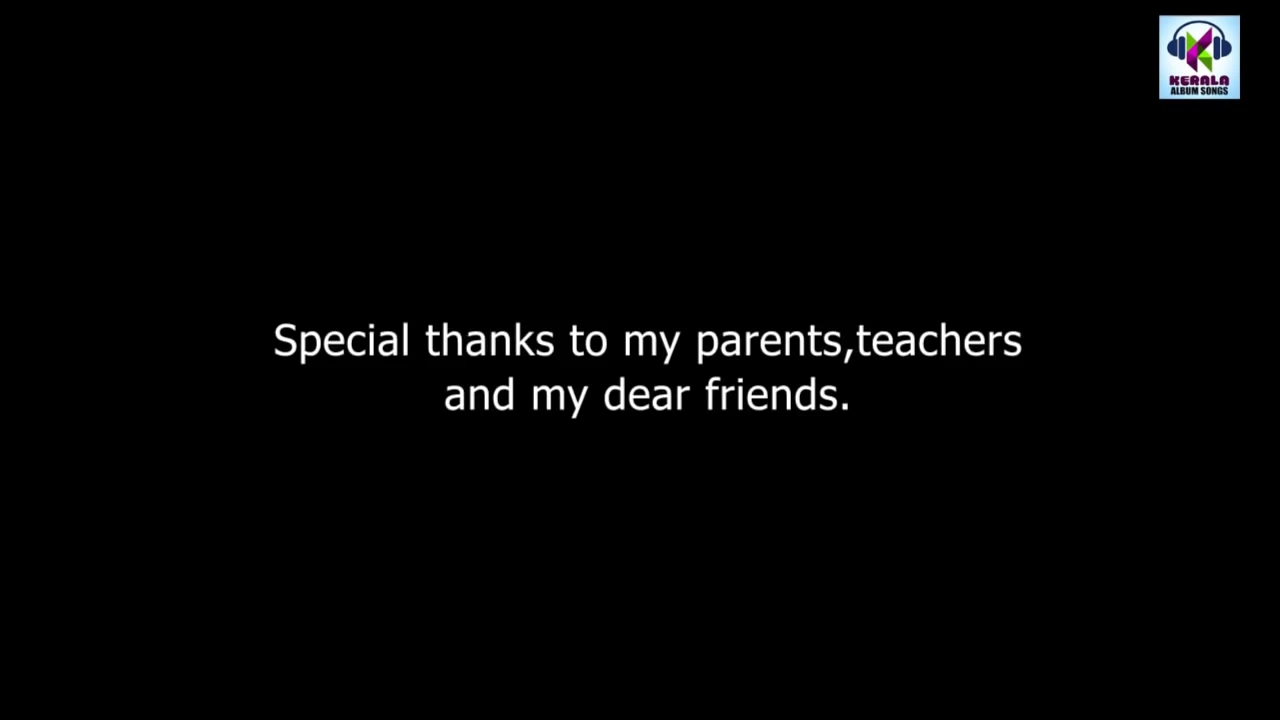 KERALA
ALBUM SONGS
Special thanks to my parents,teachers
and my dear friends.